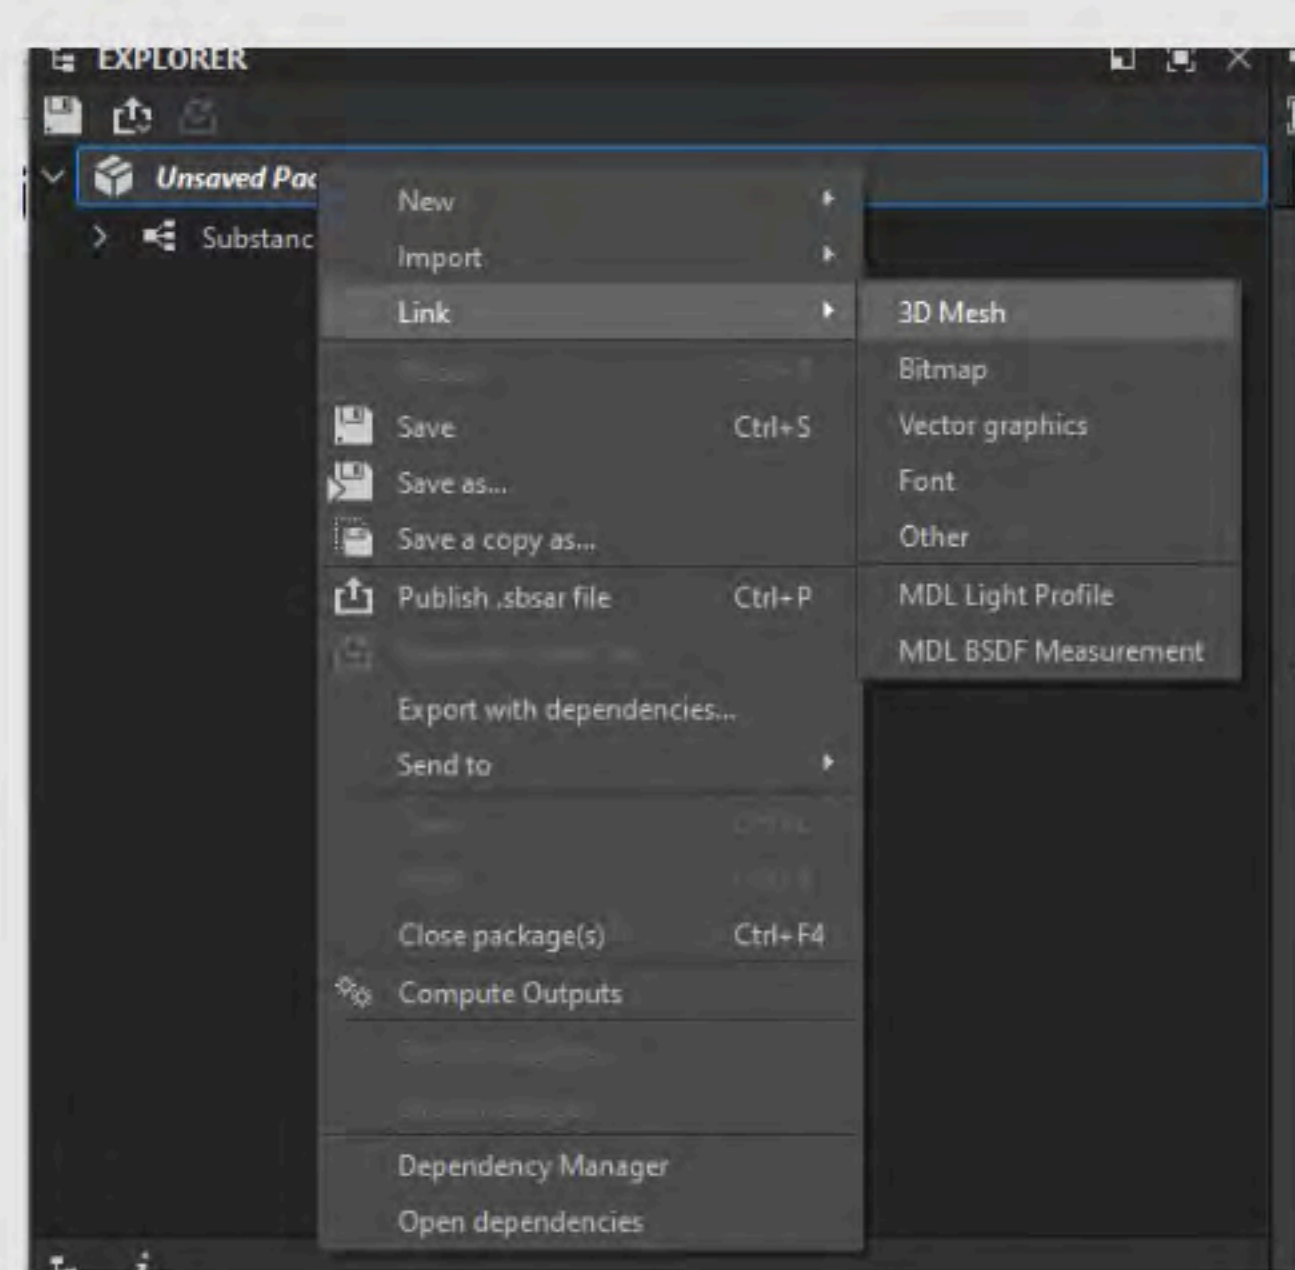 EXPLORER
Unsaved Pac
Substanc
New
Import
Link
Save Ctrl+S
Save as...
Save a copy as...
Publish .sbsar file Ctrl+P
Export with dependencies...
Send to
Close package(s) Ctrl+F4
Compute Outputs
Dependency Manager
Open dependencies
3D Mesh
Bitmap
Vector graphics
Font
Other
MDL Light Profile
MDL BSDF Measurement